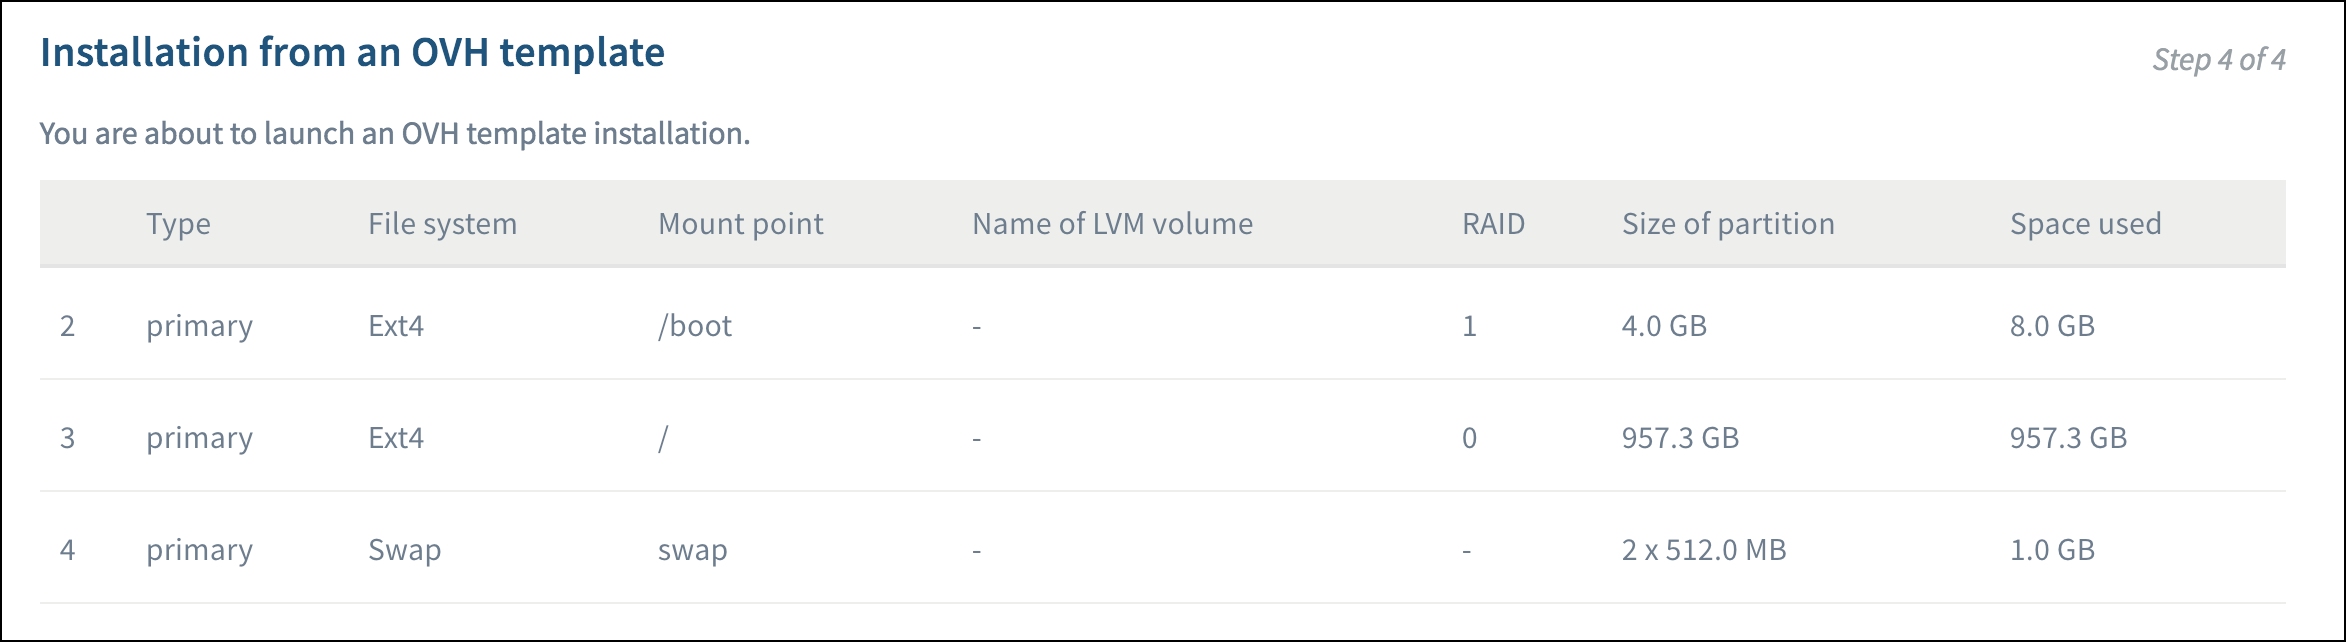 Installation from an OVH template
Step 4 of 4
You are about to launch an OVH template installation.
Type File system Mount point Name of LVM volume RAID Size of partition Space used
2 primary Ext4 /boot - 1 4.0 GB 8.0 GB
3 primary Ext4 / - 0 957.3 GB 957.3 GB
4 primary Swap swap - - 2 x 512.0 MB 1.0 GB